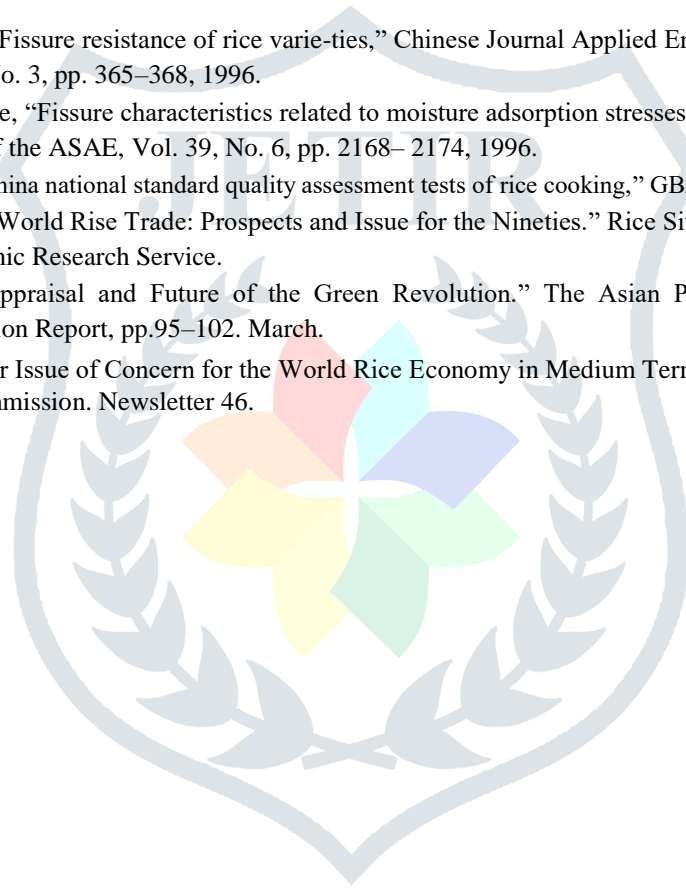 Fissure resistance of rice varie-ties,” Chinese Journal Applied En
o. 3, pp. 365–368, 1996.
e, “Fissure characteristics related to moisture adsorption stresses
f the ASAE, Vol. 39, No. 6, pp. 2168– 2174, 1996.
hina national standard quality assessment tests of rice cooking,” GB
World Rise Trade: Prospects and Issue for the Nineties.” Rice Si
nic Research Service.
ppraisal and Future of the Green Revolution.” The Asian P
ion Report, pp.95–102. March.
r Issue of Concern for the World Rice Economy in Medium Ter
mmission. Newsletter 46.
JETIR